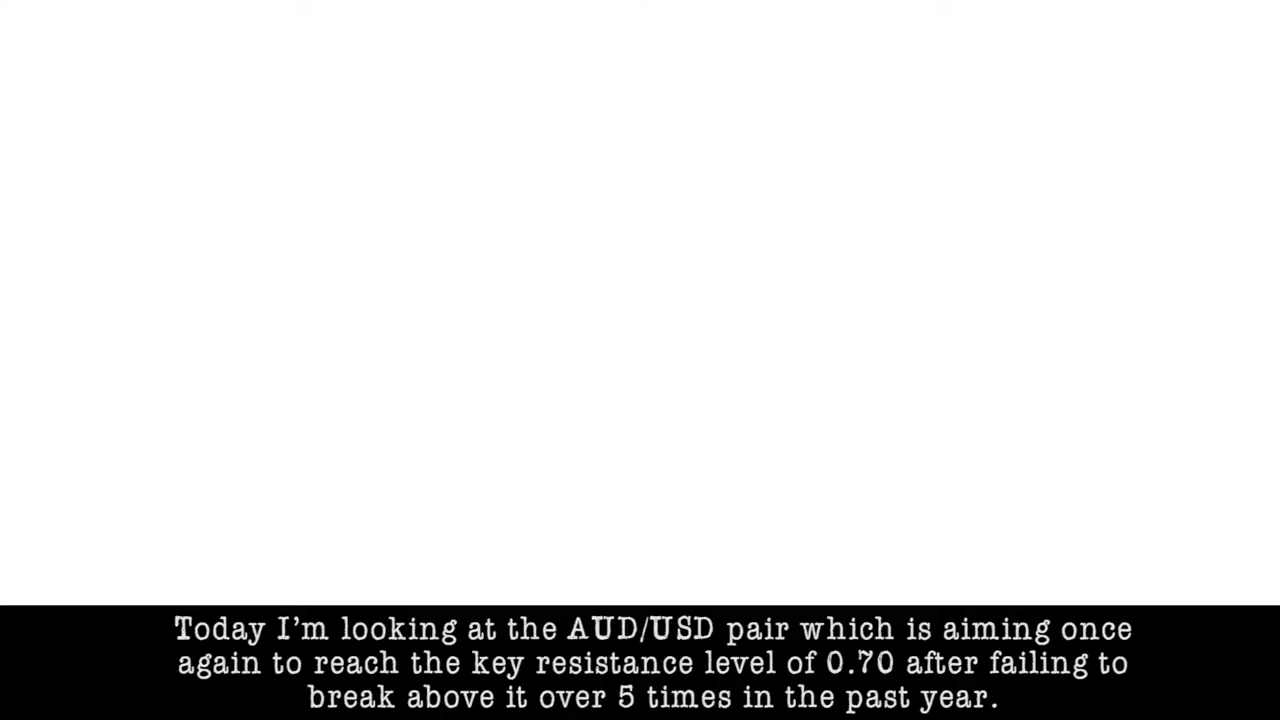 Today I'm looking at the AUD/USD pair which is aiming once
again to reach the key resistance level of 0.70 after failing to
break above it over 5 times in the past year.